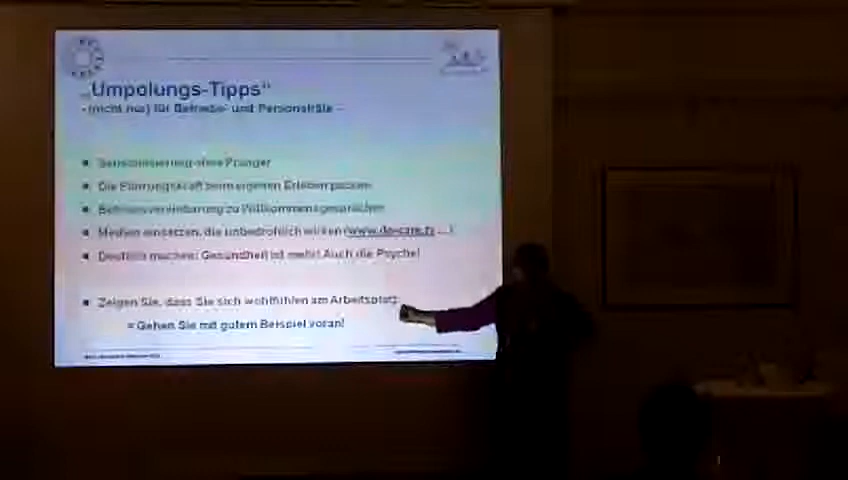 „Umpolungs-Tipps“
- (nicht nur) für Betriebs- und Personalräte -
Sensibilisierung ohne Pranger
Die Führungskraft beim eigenen Erleben packen
Betriebsvereinbarung zu Willkommensgesprächen
Medien einsetzen, die unbedrohlich wirken (www.do-care.tv ...)
Deutlich machen: Gesundheit ist mehr! Auch die Psyche!
Zeigen Sie, dass Sie sich wohlfühlen am Arbeitsplatz
= Gehen Sie mit gutem Beispiel voran!